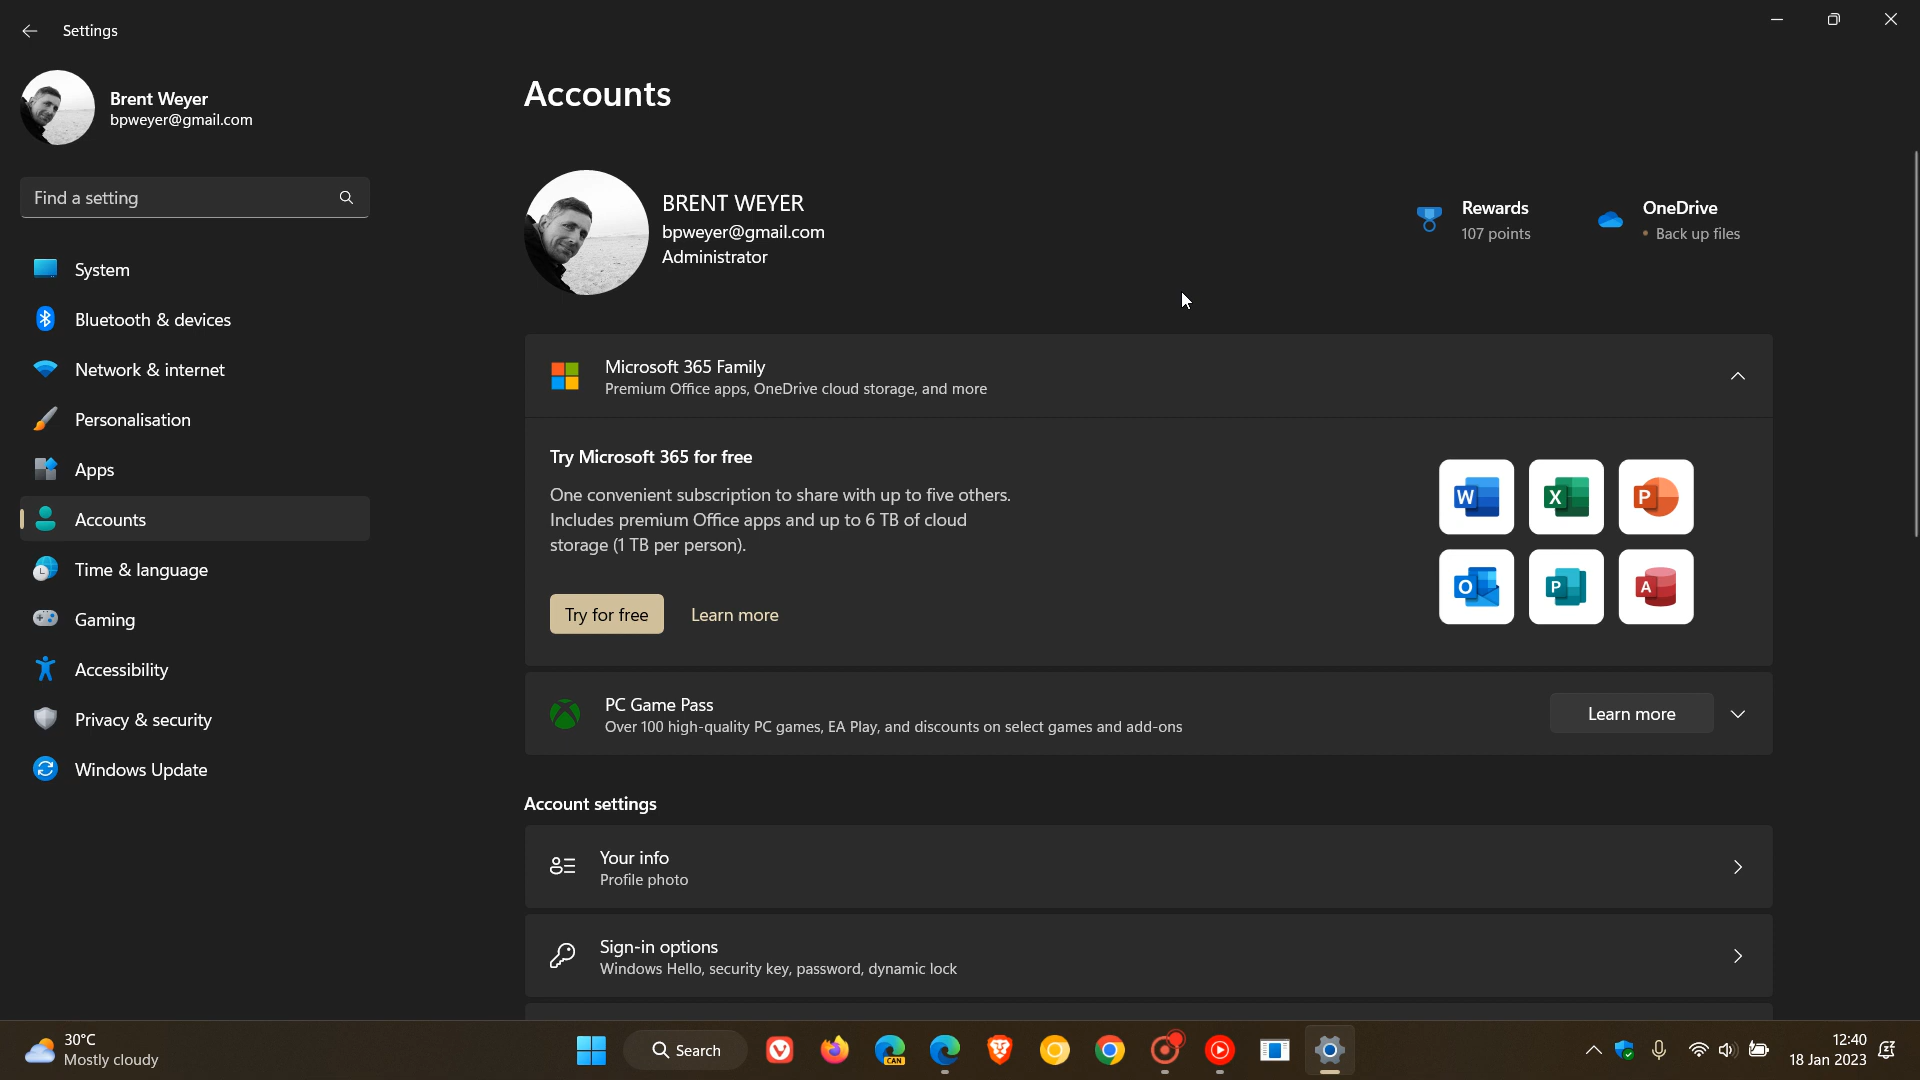 Settings
Brent Weyer
bpweyer@gmail.com
Find a setting
System
Bluetooth & devices
Network & internet
Personalisation
Apps
Accounts
Time & language
Gaming
Accessibility
Privacy & security
Windows Update
Accounts
BRENT WEYER
bpweyer@gmail.com
Administrator
Rewards
107 points
OneDrive
• Back up files
Microsoft 365 Family
Premium Office apps, OneDrive cloud storage, and more
Try Microsoft 365 for free
One convenient subscription to share with up to five others.
Includes premium Office apps and up to 6 TB of cloud
storage (1 TB per person).
Try for free
Learn more
W
X
P
O
P
A
PC Game Pass
Over 100 high-quality PC games, EA Play, and discounts on select games and add-ons
Learn more
Account settings
Your info
Profile photo
Sign-in options
Windows Hello, security key, password, dynamic lock
30°C
Mostly cloudy
Search
CAN
12:40
18 Jan 2023